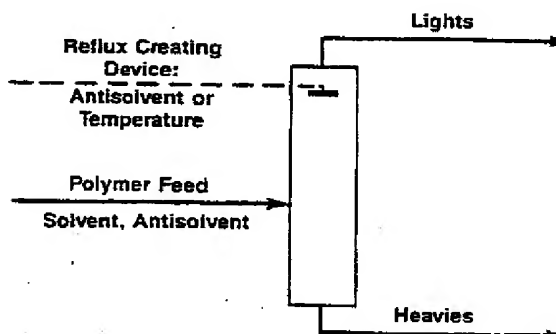 Lights
Reflux Creating
Device:
Antisolvent or
Temperature
Polymer Feed
Solvent, Antisolvent
Heavies